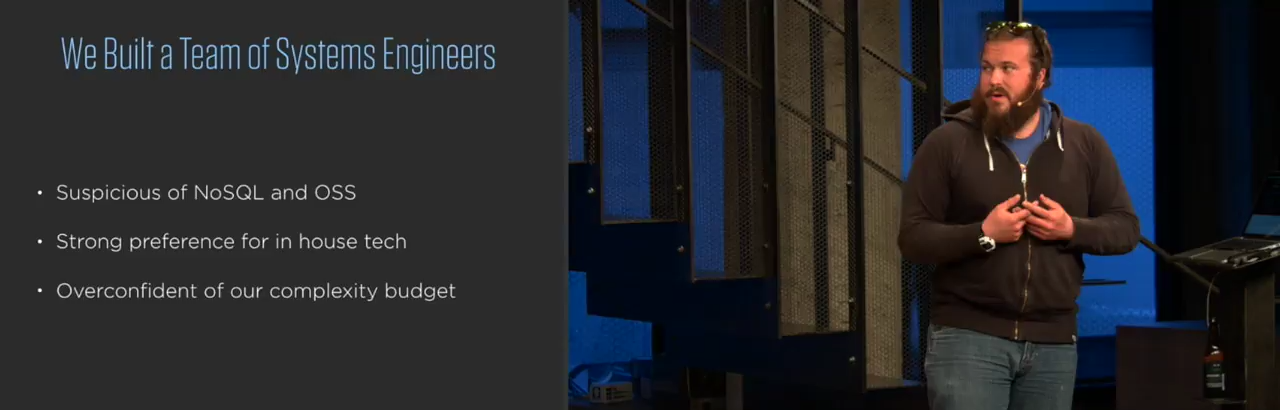 We Built a Team of Systems Engineers
• Suspicious of NoSQL and OSS
• Strong preference for in house tech
• Overconfident of our complexity budget